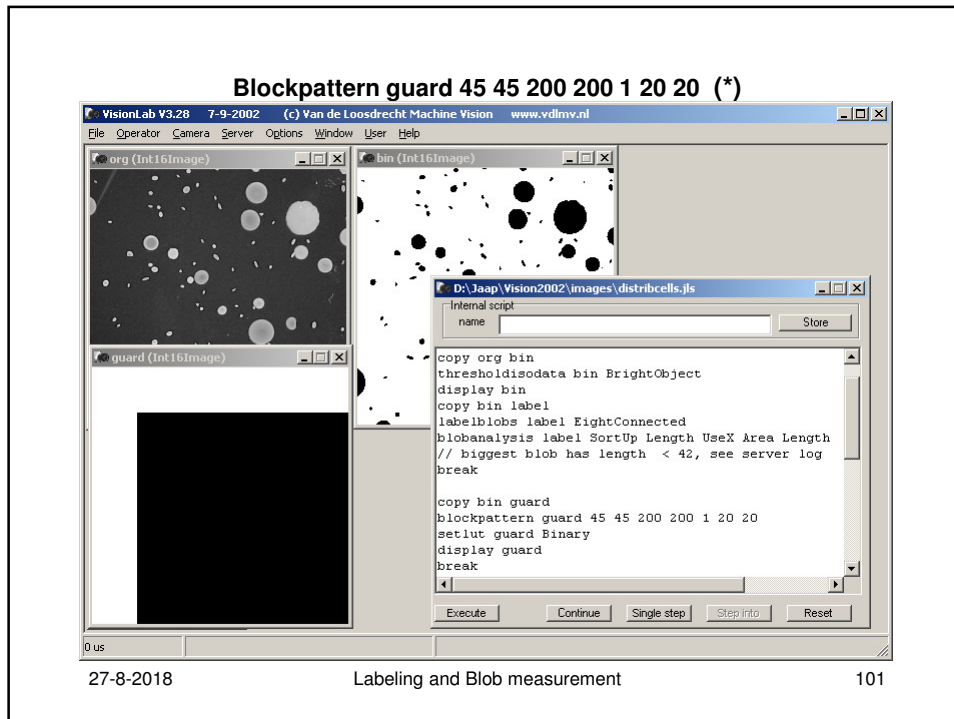 Blockpattern guard 45 45 200 200 1 20 20 (*)
VisionLab V3.28 7-9-2002 (c) Van de Loosdrecht Machine Vision www.vdlmv.nl
File Operator Camera Server Options Window User Help
org (Int16Image)
bin (Int16Image)
guard (Int16Image)
D:\Jaap\Vision2002\images\distribcells.jls
Internal script
name
Store
copy org bin
thresholdisodata bin BrightObject
display bin
copy bin label
labelblobs label EightConnected
blobanalysis label SortUp Length UseX Area Length
// biggest blob has length < 42, see server log
break
copy bin guard
blockpattern guard 45 45 200 200 1 20 20
setlut guard Binary
display guard
break
Execute Continue Single step Step into Reset
0 us
27-8-2018 Labeling and Blob measurement 101